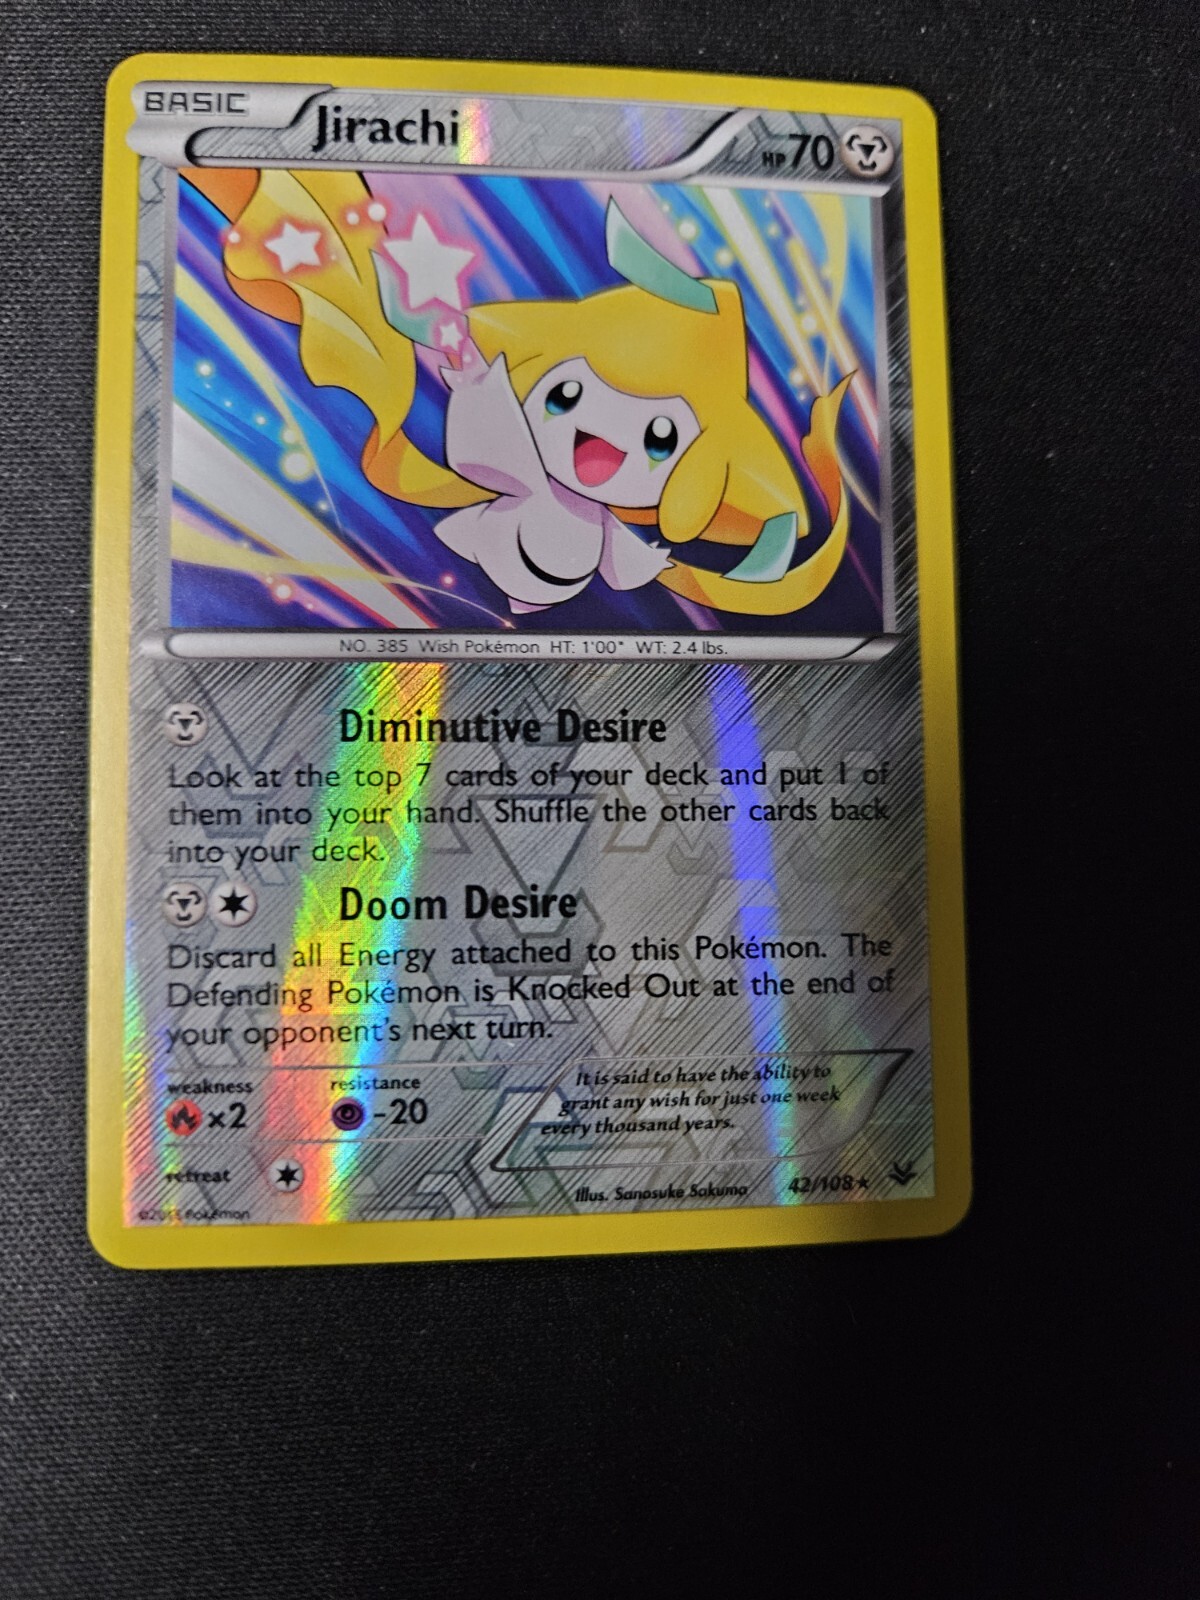 BASIC
Jirachi
HP70
NO. 385 Wish Pokémon HT: 1'00" WT: 2.4 lbs.
Diminutive Desire
Look at the top 7 cards of your deck and put 1 of
them into your hand. Shuffle the other cards back
into your deck.
Doom Desire
Discard all Energy attached to this Pokémon. The
Defending Pokémon is Knocked Out at the end of
your opponent's next turn.
weakness
×2
resistance
-20
It is said to have the ability to
grant any wish for just one week
every thousand years.
retreat
Illus. Sanosuke Sakuma
42/108★
©2015 Pokémon